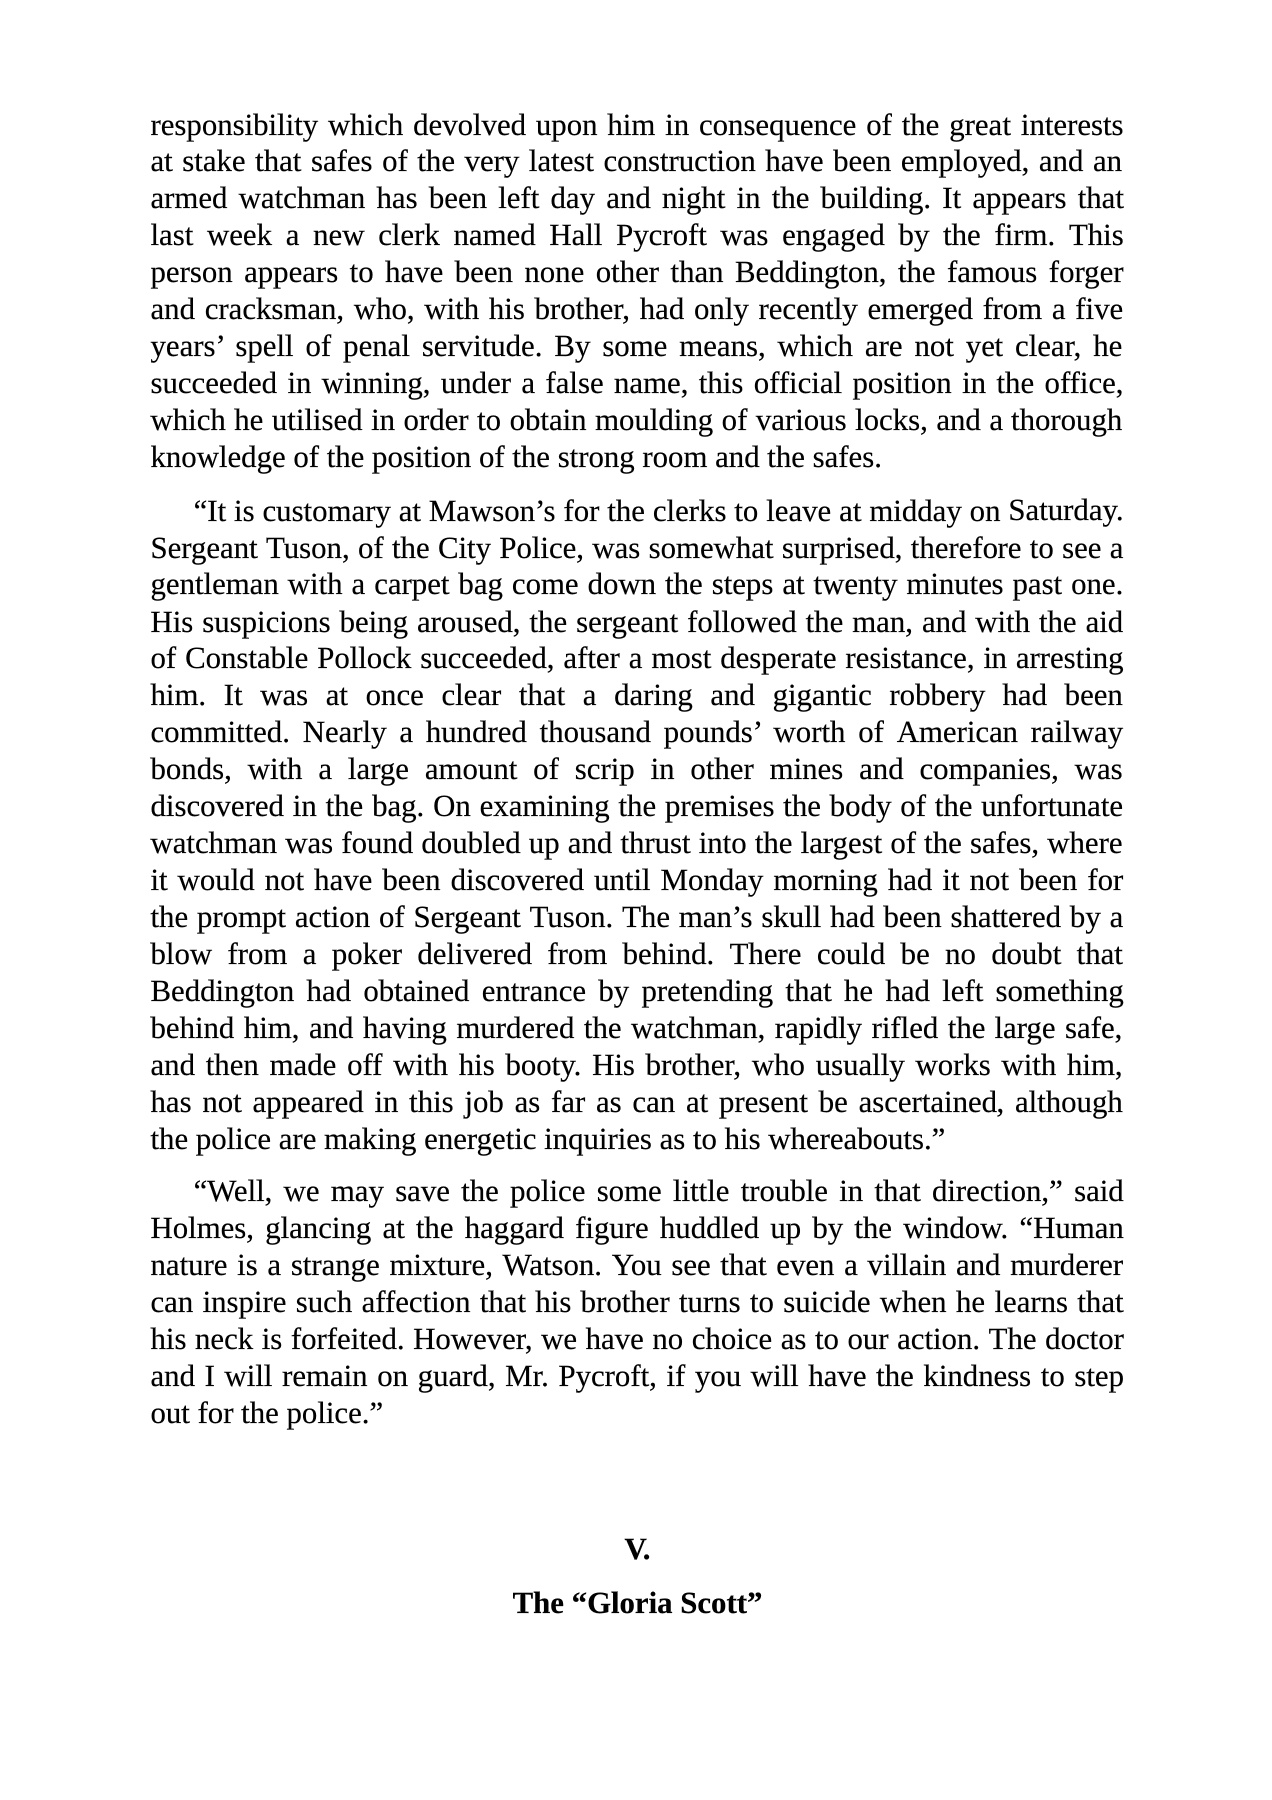 responsibility which devolved upon him in consequence of the great interests
at stake that safes of the very latest construction have been employed, and an
armed watchman has been left day and night in the building. It appears that
last week a new clerk named Hall Pycroft was engaged by the firm. This
person appears to have been none other than Beddington, the famous forger
and cracksman, who, with his brother, had only recently emerged from a five
years’ spell of penal servitude. By some means, which are not yet clear, he
succeeded in winning, under a false name, this official position in the office,
which he utilised in order to obtain moulding of various locks, and a thorough
knowledge of the position of the strong room and the safes.
“It is customary at Mawson’s for the clerks to leave at midday on Saturday.
Sergeant Tuson, of the City Police, was somewhat surprised, therefore to see a
gentleman with a carpet bag come down the steps at twenty minutes past one.
His suspicions being aroused, the sergeant followed the man, and with the aid
of Constable Pollock succeeded, after a most desperate resistance, in arresting
him. It was at once clear that a daring and gigantic robbery had been
committed. Nearly a hundred thousand pounds’ worth of American railway
bonds, with a large amount of scrip in other mines and companies, was
discovered in the bag. On examining the premises the body of the unfortunate
watchman was found doubled up and thrust into the largest of the safes, where
it would not have been discovered until Monday morning had it not been for
the prompt action of Sergeant Tuson. The man’s skull had been shattered by a
blow from a poker delivered from behind. There could be no doubt that
Beddington had obtained entrance by pretending that he had left something
behind him, and having murdered the watchman, rapidly rifled the large safe,
and then made off with his booty. His brother, who usually works with him,
has not appeared in this job as far as can at present be ascertained, although
the police are making energetic inquiries as to his whereabouts.”
“Well, we may save the police some little trouble in that direction,” said
Holmes, glancing at the haggard figure huddled up by the window. “Human
nature is a strange mixture, Watson. You see that even a villain and murderer
can inspire such affection that his brother turns to suicide when he learns that
his neck is forfeited. However, we have no choice as to our action. The doctor
and I will remain on guard, Mr. Pycroft, if you will have the kindness to step
out for the police.”
V.
The “Gloria Scott”